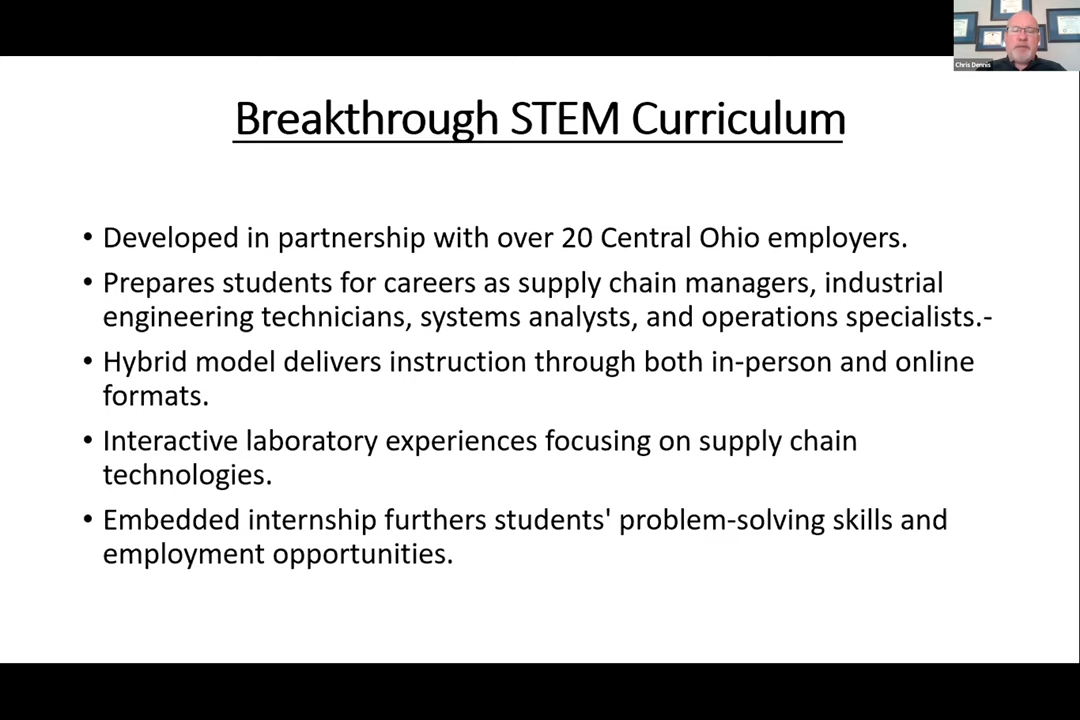 Chris Dennis
Breakthrough STEM Curriculum
• Developed in partnership with over 20 Central Ohio employers.
• Prepares students for careers as supply chain managers, industrial
engineering technicians, systems analysts, and operations specialists.-
• Hybrid model delivers instruction through both in-person and online
formats.
• Interactive laboratory experiences focusing on supply chain
technologies.
• Embedded internship furthers students' problem-solving skills and
employment opportunities.